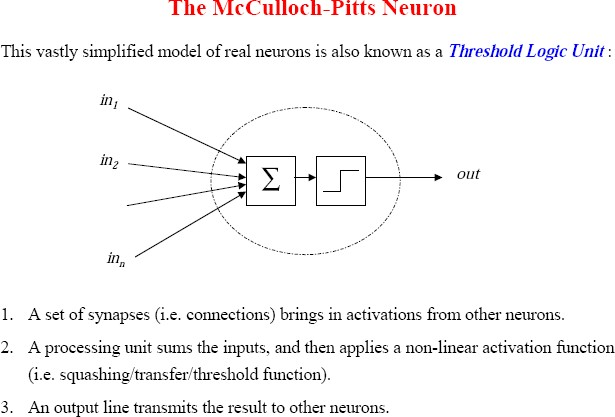 The McCulloch-Pitts Neuron
This vastly simplified model of real neurons is also known as a Threshold Logic Unit :
in1
in2
Σ
out
inn
1. A set of synapses (i.e. connections) brings in activations from other neurons.
2. A processing unit sums the inputs, and then applies a non-linear activation function
(i.e. squashing/transfer/threshold function).
3. An output line transmits the result to other neurons.